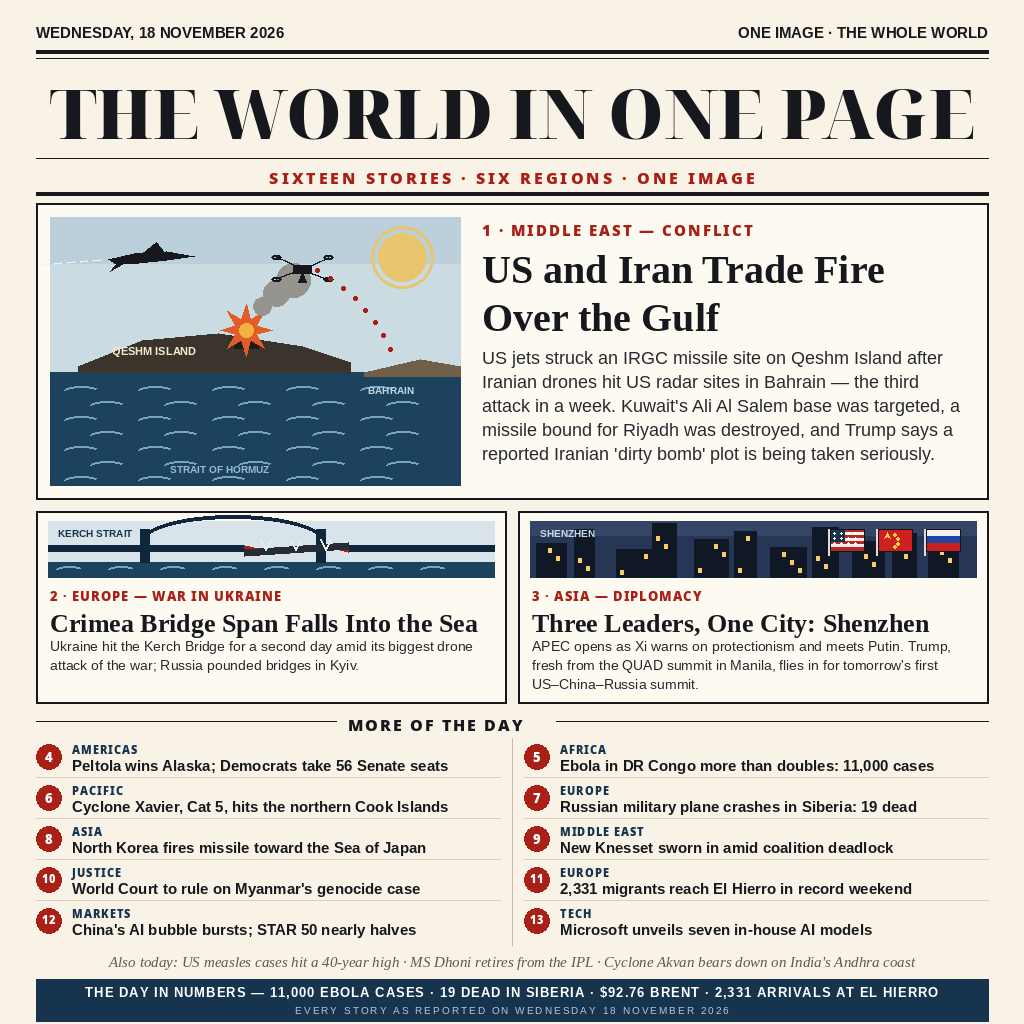 WEDNESDAY, 18 NOVEMBER 2026
ONE IMAGE · THE WHOLE WORLD
THE WORLD IN ONE PAGE
SIXTEEN STORIES · SIX REGIONS · ONE IMAGE
QESHM ISLAND
BAHRAIN
STRAIT OF HORMUZ
1 · MIDDLE EAST — CONFLICT
US and Iran Trade Fire
Over the Gulf
US jets struck an IRGC missile site on Qeshm Island after
Iranian drones hit US radar sites in Bahrain — the third
attack in a week. Kuwait's Ali Al Salem base was targeted, a
missile bound for Riyadh was destroyed, and Trump says a
reported Iranian 'dirty bomb' plot is being taken seriously.
KERCH STRAIT
2 · EUROPE — WAR IN UKRAINE
Crimea Bridge Span Falls Into the Sea
Ukraine hit the Kerch Bridge for a second day amid its biggest drone
attack of the war; Russia pounded bridges in Kyiv.
SHENZHEN
3 · ASIA — DIPLOMACY
Three Leaders, One City: Shenzhen
APEC opens as Xi warns on protectionism and meets Putin. Trump,
fresh from the QUAD summit in Manila, flies in for tomorrow's first
US–China–Russia summit.
MORE OF THE DAY
4
AMERICAS
Peltola wins Alaska; Democrats take 56 Senate seats
5
AFRICA
Ebola in DR Congo more than doubles: 11,000 cases
6
PACIFIC
Cyclone Xavier, Cat 5, hits the northern Cook Islands
7
EUROPE
Russian military plane crashes in Siberia: 19 dead
8
ASIA
North Korea fires missile toward the Sea of Japan
9
MIDDLE EAST
New Knesset sworn in amid coalition deadlock
10
JUSTICE
World Court to rule on Myanmar's genocide case
11
EUROPE
2,331 migrants reach El Hierro in record weekend
12
MARKETS
China's AI bubble bursts; STAR 50 nearly halves
13
TECH
Microsoft unveils seven in-house AI models
Also today: US measles cases hit a 40-year high · MS Dhoni retires from the IPL · Cyclone Akvan bears down on India's Andhra coast
THE DAY IN NUMBERS — 11,000 EBOLA CASES · 19 DEAD IN SIBERIA · $92.76 BRENT · 2,331 ARRIVALS AT EL HIERRO
EVERY STORY AS REPORTED ON WEDNESDAY 18 NOVEMBER 2026